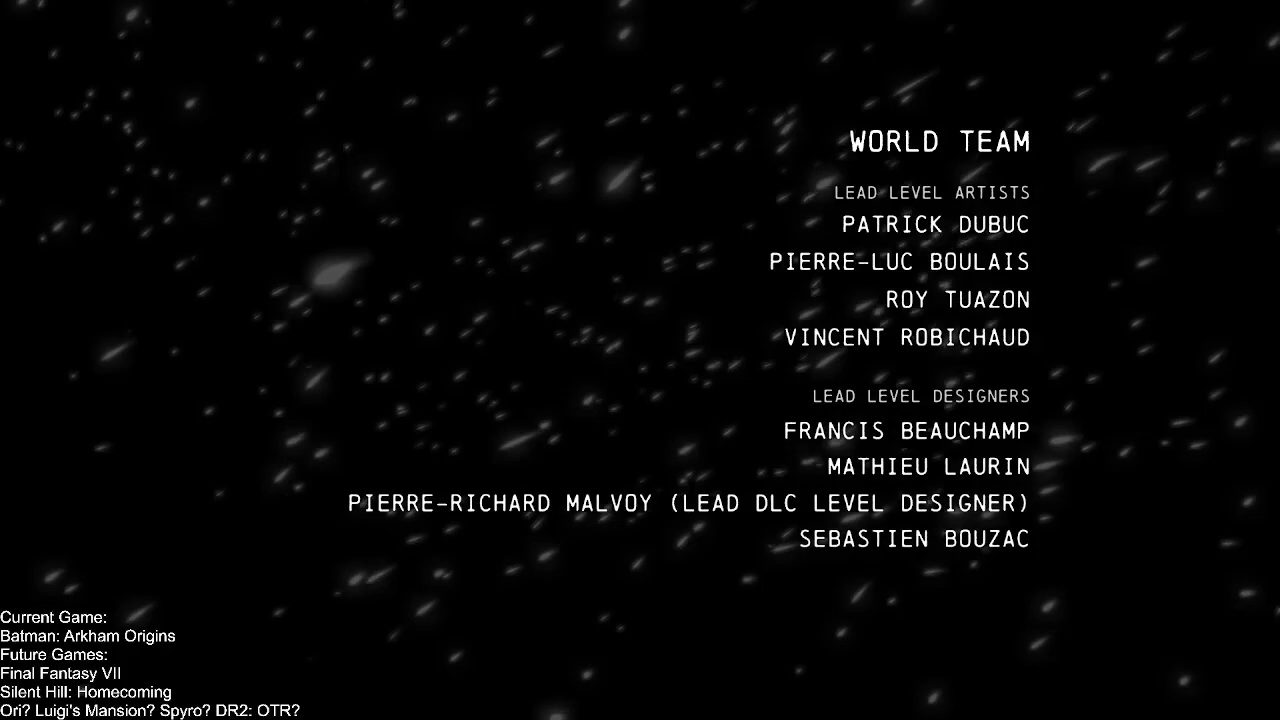 WORLD TEAM
LEAD LEVEL ARTISTS
PATRICK DUBUC
PIERRE-LUC BOULAIS
ROY TUAZON
VINCENT ROBICHAUD
LEAD LEVEL DESIGNERS
FRANCIS BEAUCHAMP
MATHIEU LAURIN
PIERRE-RICHARD MALVOY (LEAD DLC LEVEL DESIGNER)
SEBASTIEN BOUZAC
Current Game:
Batman: Arkham Origins
Future Games:
Final Fantasy VII
Silent Hill: Homecoming
Ori? Luigi's Mansion? Spyro? DR2: OTR?